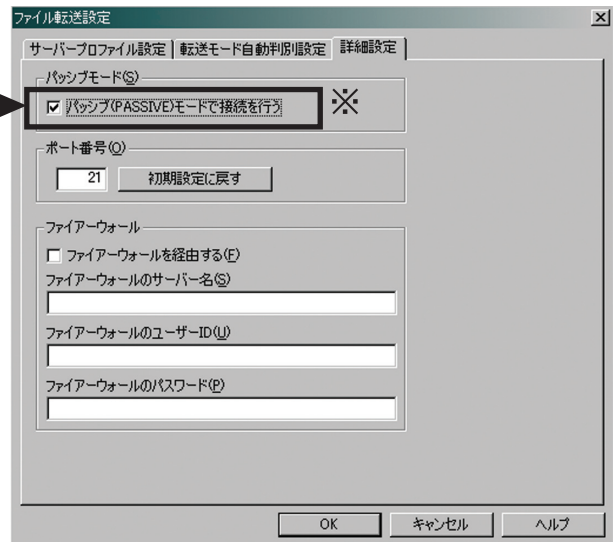 ファイル転送設定
サーバープロファイル設定 転送モード自動判別設定 詳細設定
パッシブモード(S)
パッシブ(PASSIVE)モードで接続を行う ※
ポート番号(O)
21 初期設定に戻す
ファイアーウォール
ファイアーウォールを経由する(F)
ファイアーウォールのサーバー名(S)
ファイアーウォールのユーザーID(U)
ファイアーウォールのパスワード(P)
OK キャンセル ヘルプ